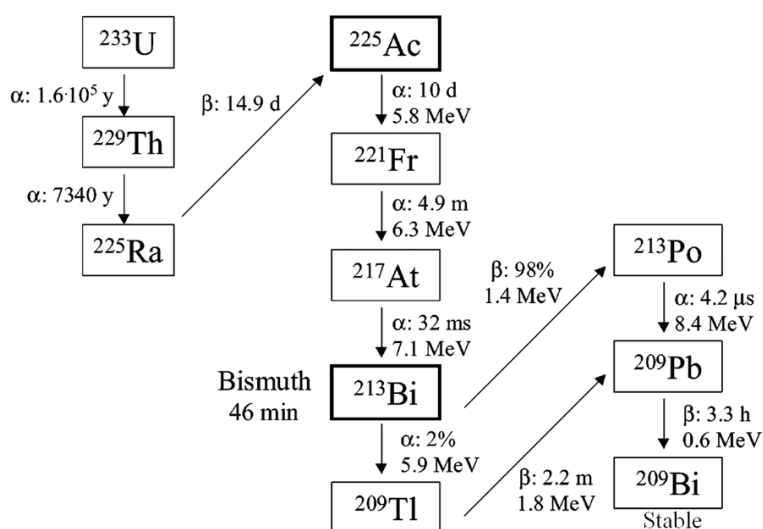 ²³³U
α: 1.6·10⁵ y
²²⁹Th
α: 7340 y
²²⁵Ra
β: 14.9 d
²²⁵Ac
α: 10 d
5.8 MeV
²²¹Fr
α: 4.9 m
6.3 MeV
²¹⁷At
α: 32 ms
7.1 MeV
Bismuth
46 min
²¹³Bi
α: 2%
5.9 MeV
²⁰⁹Tl
β: 98%
1.4 MeV
β: 2.2 m
1.8 MeV
²¹³Po
α: 4.2 µs
8.4 MeV
²⁰⁹Pb
β: 3.3 h
0.6 MeV
²⁰⁹Bi
Stable